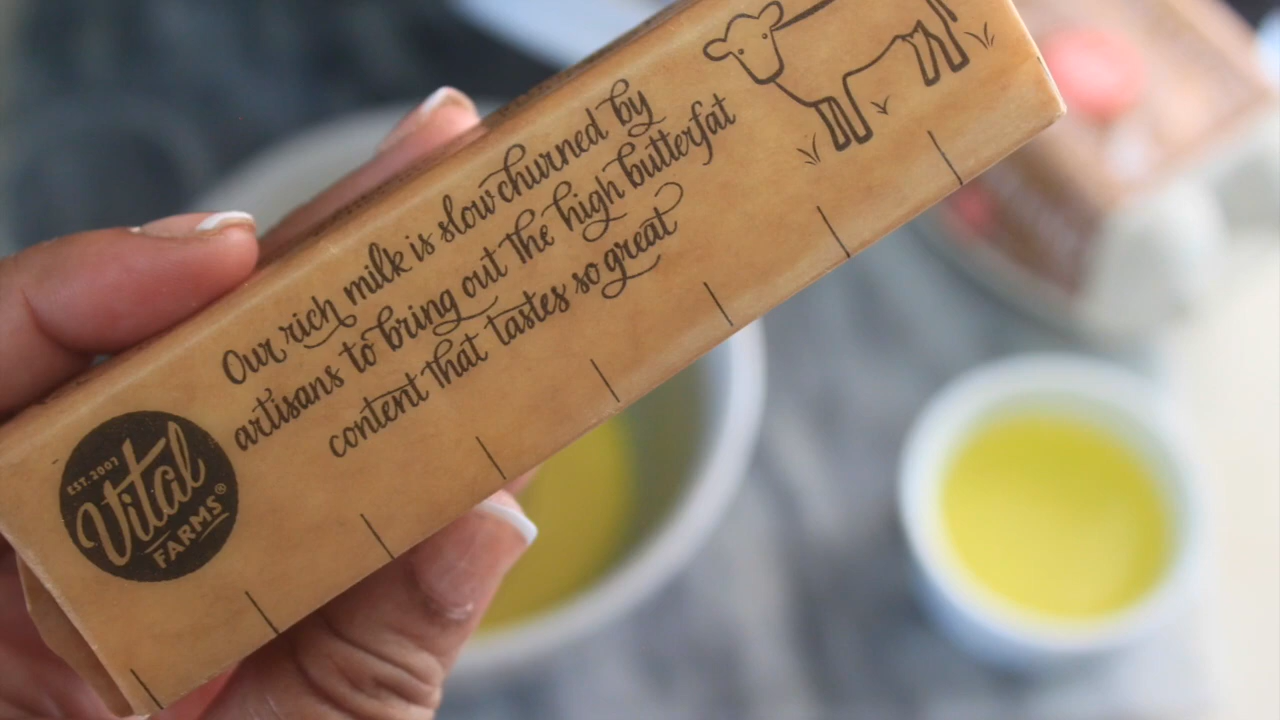 Our rich milk is slow churned by
artisans to bring out the high butterfat
content that tastes so great
EST. 2007
Vital
FARMS®